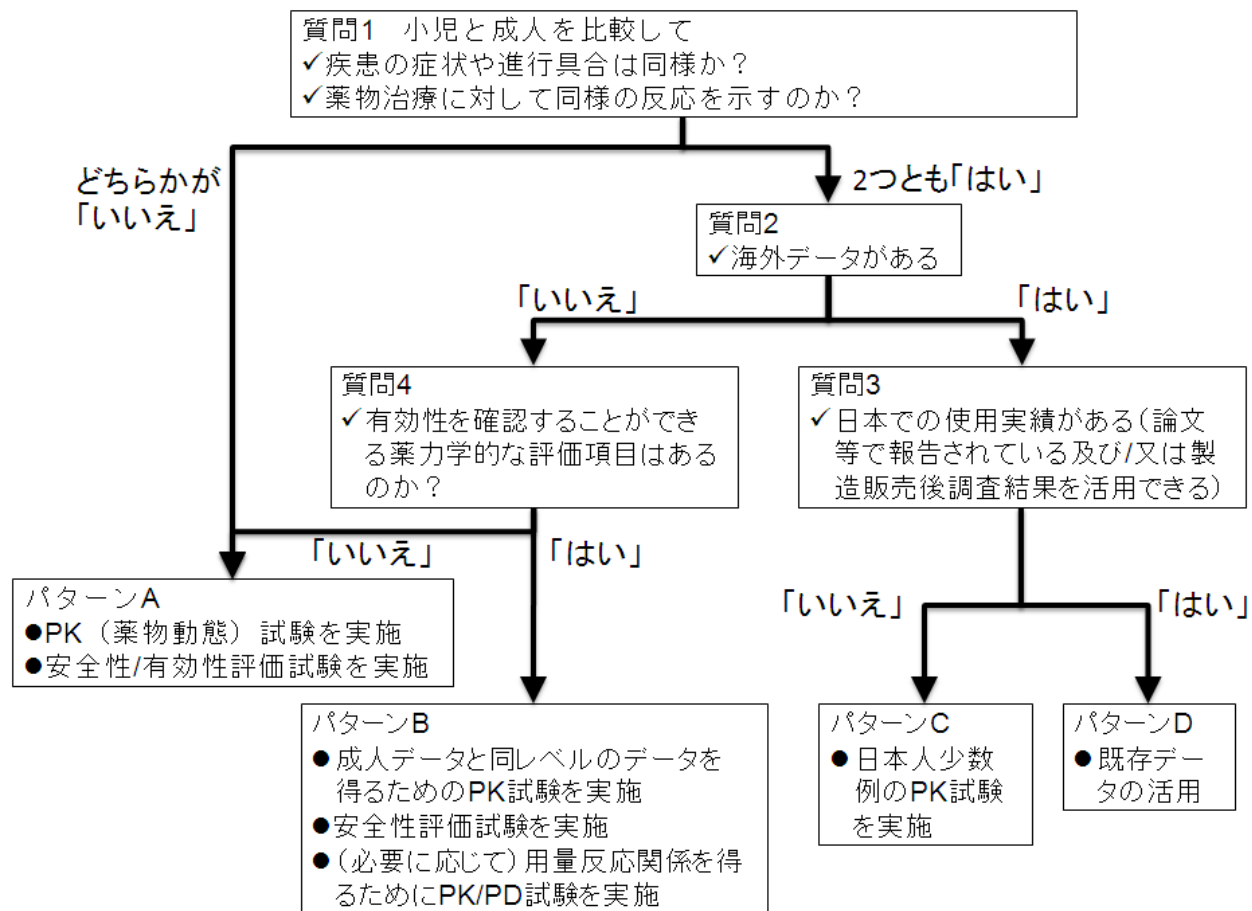 質問1　小児と成人を比較して
✓疾患の症状や進行具合は同様か？
✓薬物治療に対して同様の反応を示すのか？
どちらかが
「いいえ」
2つとも「はい」
質問2
✓海外データがある
「いいえ」
「はい」
質問4
✓有効性を確認することができ
る薬力学的な評価項目はある
のか？
質問3
✓日本での使用実績がある（論文
等で報告されている及び/又は製
造販売後調査結果を活用できる）
「いいえ」
「はい」
パターンA
●PK（薬物動態）試験を実施
●安全性/有効性評価試験を実施
「いいえ」
「はい」
パターンB
●成人データと同レベルのデータを
得るためのPK試験を実施
●安全性評価試験を実施
●（必要に応じて）用量反応関係を得
るためにPK/PD試験を実施
パターンC
●日本人少数
例のPK試験
を実施
パターンD
●既存デー
タの活用